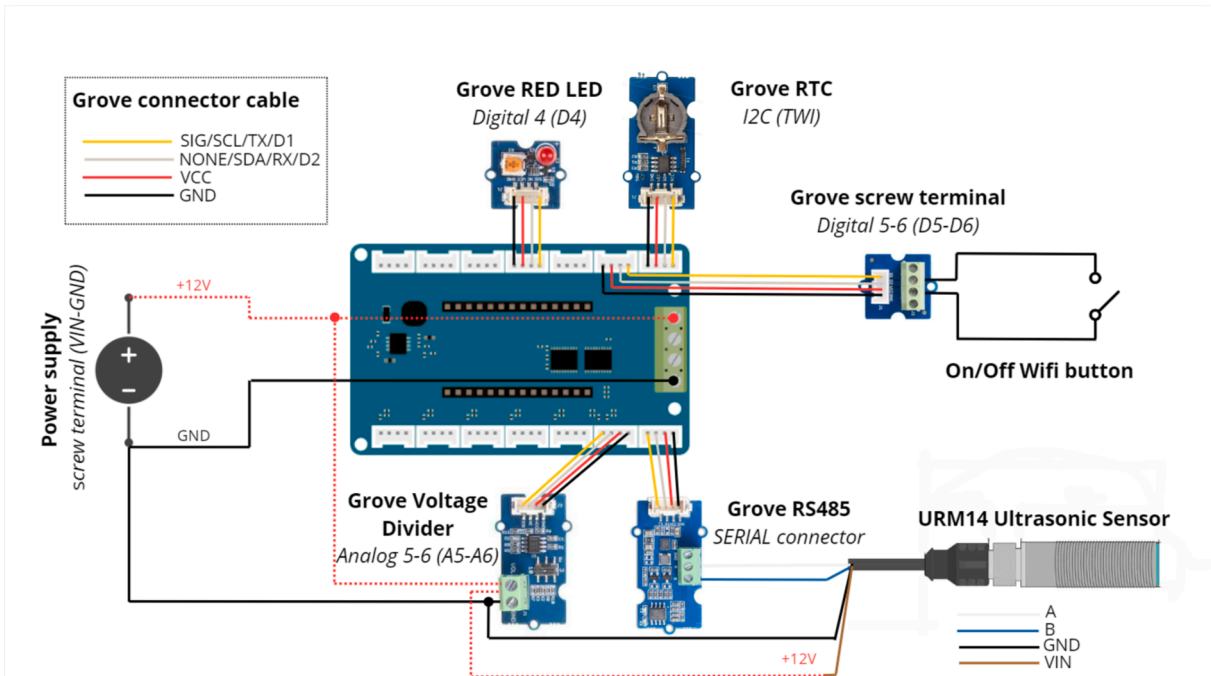 Grove connector cable
SIG/SCL/TX/D1
NONE/SDA/RX/D2
VCC
GND
Grove RED LED
Digital 4 (D4)
Grove RTC
I2C (TWI)
Grove screw terminal
Digital 5-6 (D5-D6)
On/Off Wifi button
Power supply
screw terminal (VIN-GND)
+12V
GND
Grove Voltage
Divider
Analog 5-6 (A5-A6)
Grove RS485
SERIAL connector
URM14 Ultrasonic Sensor
A
B
GND
VIN
+12V